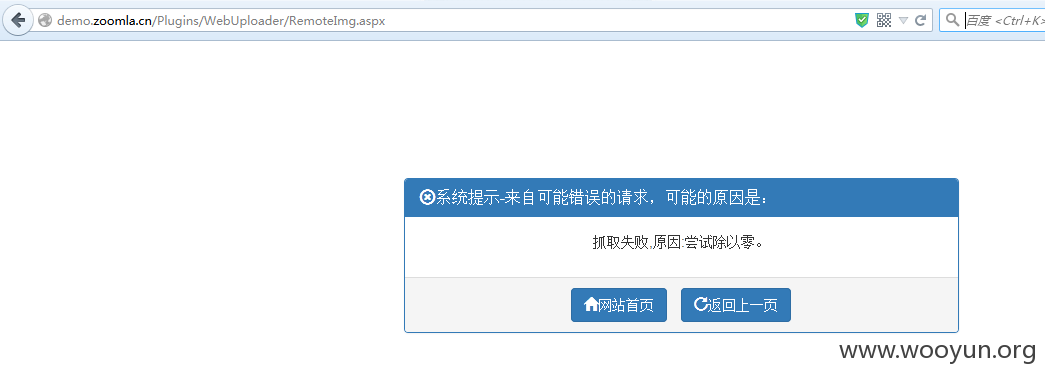 demo.zoomla.cn/Plugins/WebUploader/RemoteImg.aspx
百度 <Ctrl+K>
系统提示-来自可能错误的请求，可能的原因是：
抓取失败,原因:尝试除以零。
网站首页 返回上一页
www.wooyun.org